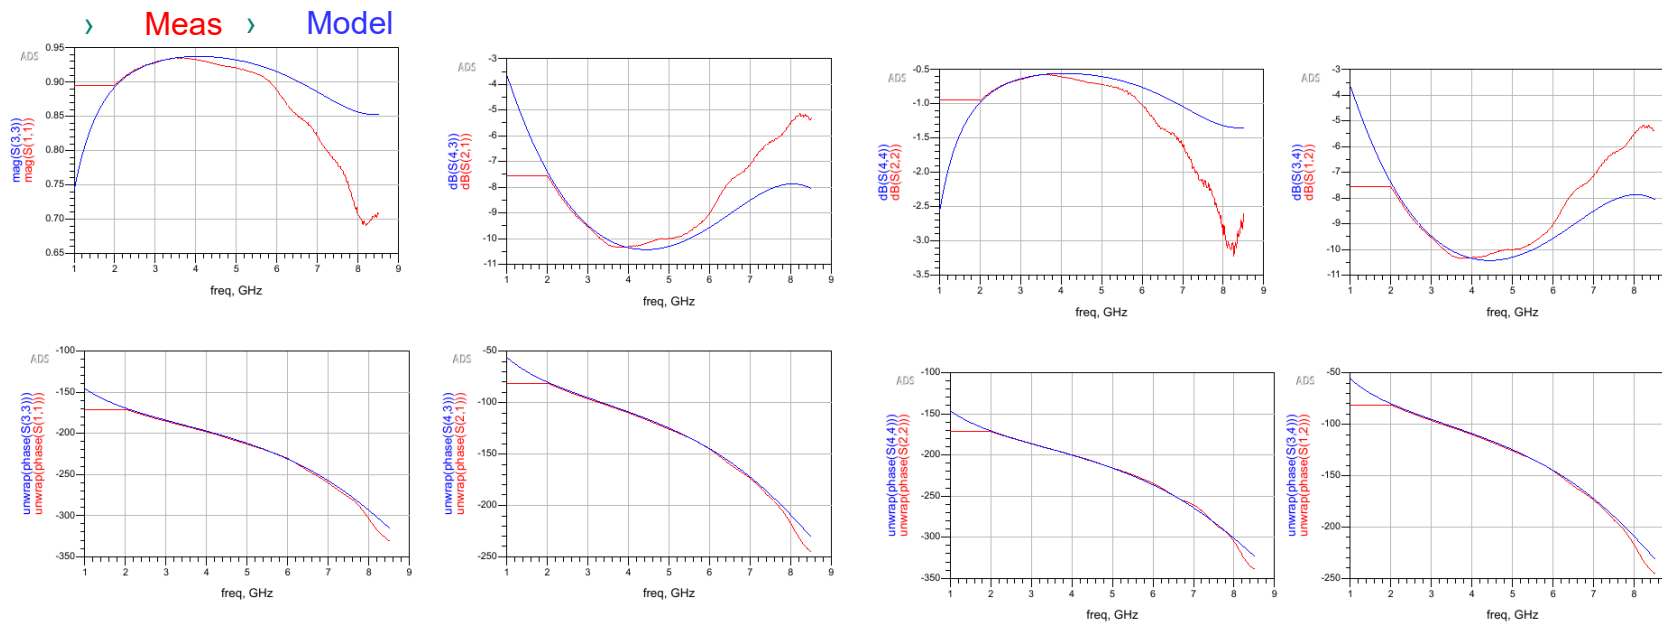 › Meas › Model
ADS
mag(S(3,3))
mag(S(1,1))
0.95
0.90
0.85
0.80
0.75
0.70
0.65
1 2 3 4 5 6 7 8 9
freq, GHz
ADS
dB(S(4,3))
dB(S(2,1))
-3
-4
-5
-6
-7
-8
-9
-10
-11
1 2 3 4 5 6 7 8 9
freq, GHz
ADS
dB(S(4,4))
dB(S(2,2))
-0.5
-1.0
-1.5
-2.0
-2.5
-3.0
-3.5
1 2 3 4 5 6 7 8 9
freq, GHz
ADS
dB(S(3,4))
dB(S(1,2))
-3
-4
-5
-6
-7
-8
-9
-10
-11
1 2 3 4 5 6 7 8
freq, GHz
ADS
unwrap(phase(S(3,3)))
unwrap(phase(S(1,1)))
-100
-150
-200
-250
-300
-350
1 2 3 4 5 6 7 8 9
freq, GHz
ADS
unwrap(phase(S(4,3)))
unwrap(phase(S(2,1)))
-50
-100
-150
-200
-250
1 2 3 4 5 6 7 8 9
freq, GHz
ADS
unwrap(phase(S(4,4)))
unwrap(phase(S(2,2)))
-100
-150
-200
-250
-300
-350
1 2 3 4 5 6 7 8 9
freq, GHz
ADS
unwrap(phase(S(3,4)))
unwrap(phase(S(1,2)))
-50
-100
-150
-200
-250
1 2 3 4 5 6 7 8
freq, GHz